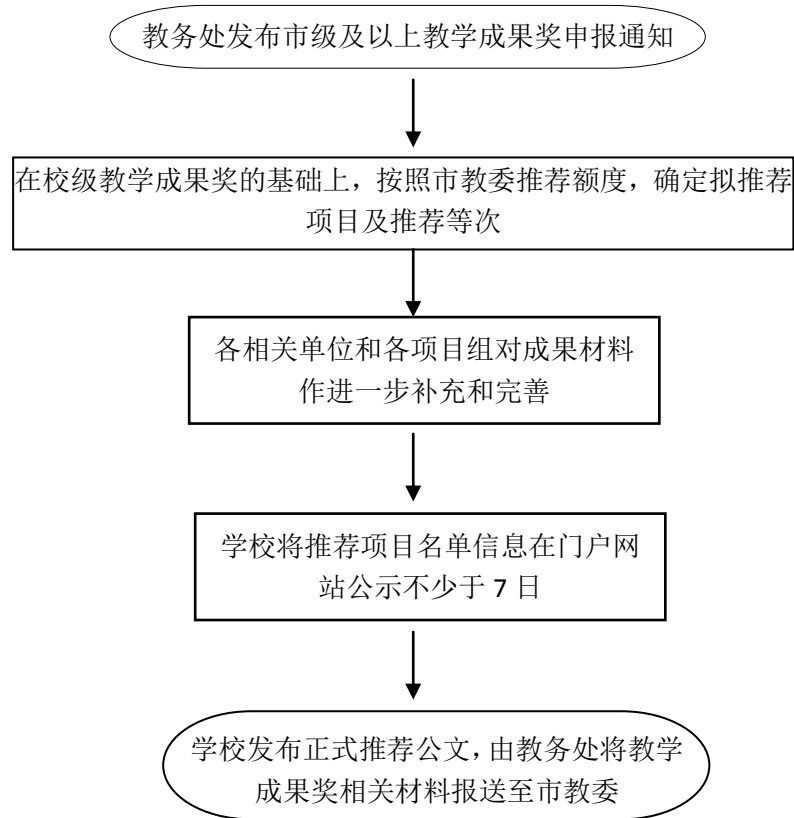 教务处发布市级及以上教学成果奖申报通知
在校级教学成果奖的基础上，按照市教委推荐额度，确定拟推荐
项目及推荐等次
各相关单位和各项目组对成果材料
作进一步补充和完善
学校将推荐项目名单信息在门户网
站公示不少于 7 日
学校发布正式推荐公文，由教务处将教学
成果奖相关材料报送至市教委